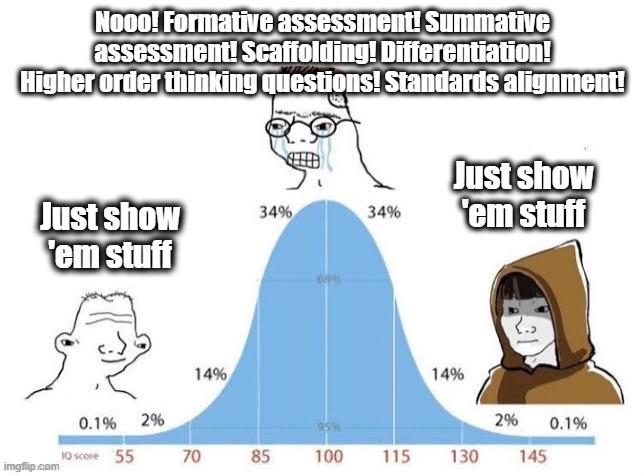 Nooo! Formative assessment! Summative
assessment! Scaffolding! Differentiation!
Higher order thinking questions! Standards alignment!
Just show
'em stuff
Just show
'em stuff
34%
34%
68%
14%
14%
0.1%
2%
95%
2%
0.1%
IQ score
55
70
85
100
115
130
145
imgflip.com